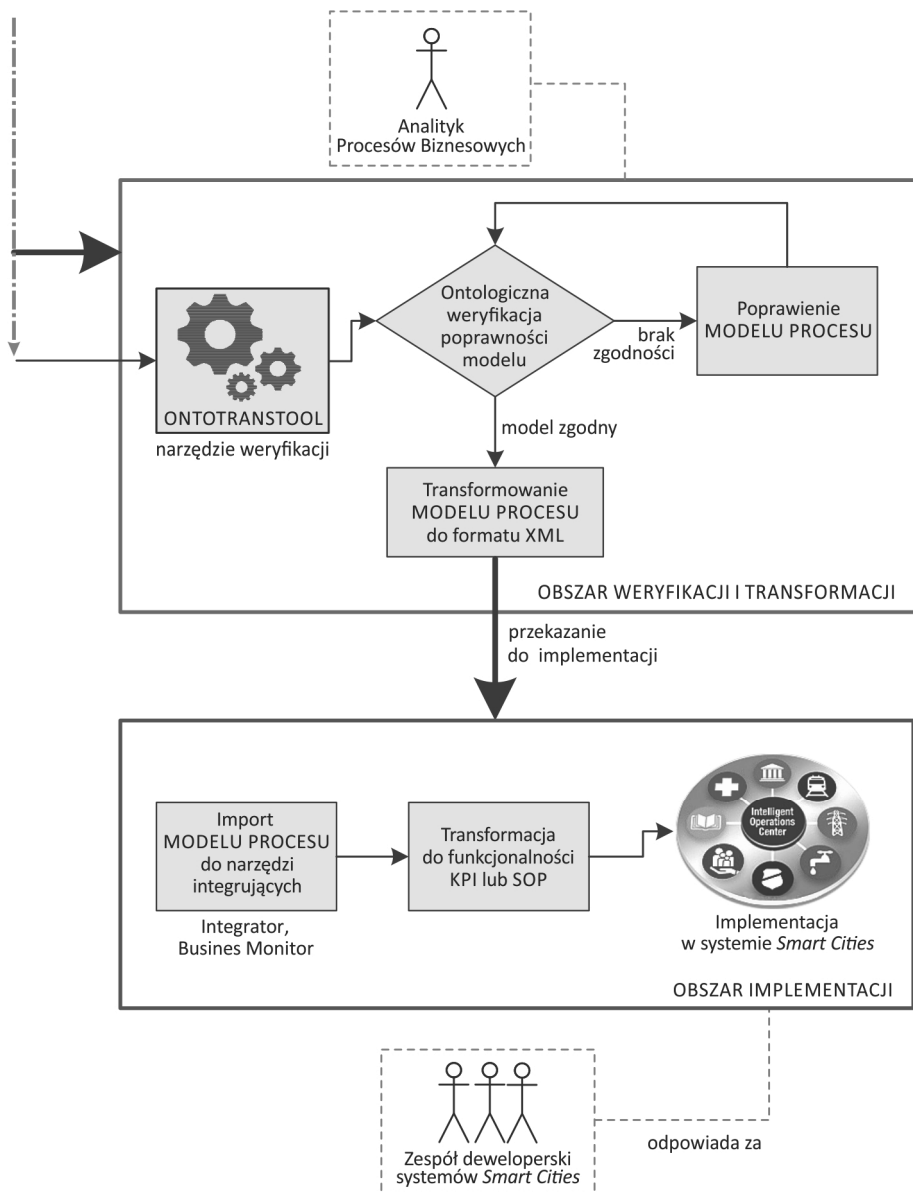 Analityk
Procesów Biznesowych
Ontologiczna
weryfikacja
poprawności
modelu
brak
zgodności
Poprawienie
MODELU PROCESU
ONTOTRANSTOOL
narzędzie weryfikacji
model zgodny
Transformowanie
MODELU PROCESU
do formatu XML
OBSZAR WERYFIKACJI I TRANSFORMACJI
przekazanie
do implementacji
Import
MODELU PROCESU
do narzędzi
integrujących
Integrator,
Busines Monitor
Transformacja
do funkcjonalności
KPI lub SOP
Intelligent
Operations
Center
Implementacja
w systemie Smart Cities
OBSZAR IMPLEMENTACJI
odpowiada za
Zespół deweloperski
systemów Smart Cities